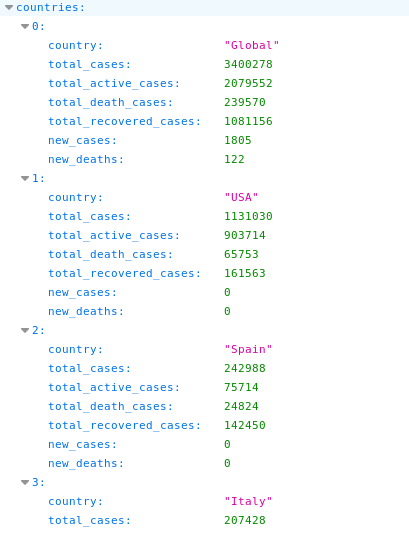 countries:
0:
country: "Global"
total_cases: 3400278
total_active_cases: 2079552
total_death_cases: 239570
total_recovered_cases: 1081156
new_cases: 1805
new_deaths: 122
1:
country: "USA"
total_cases: 1131030
total_active_cases: 903714
total_death_cases: 65753
total_recovered_cases: 161563
new_cases: 0
new_deaths: 0
2:
country: "Spain"
total_cases: 242988
total_active_cases: 75714
total_death_cases: 24824
total_recovered_cases: 142450
new_cases: 0
new_deaths: 0
3:
country: "Italy"
total_cases: 207428